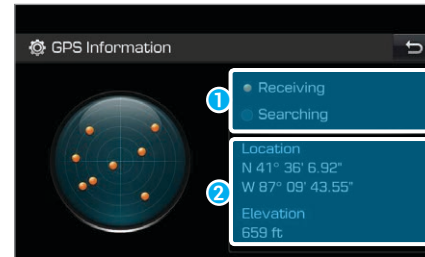 GPS Information
1
Receiving
Searching
2
Location
N 41° 36' 6.92"
W 87° 09' 43.55"
Elevation
659 ft